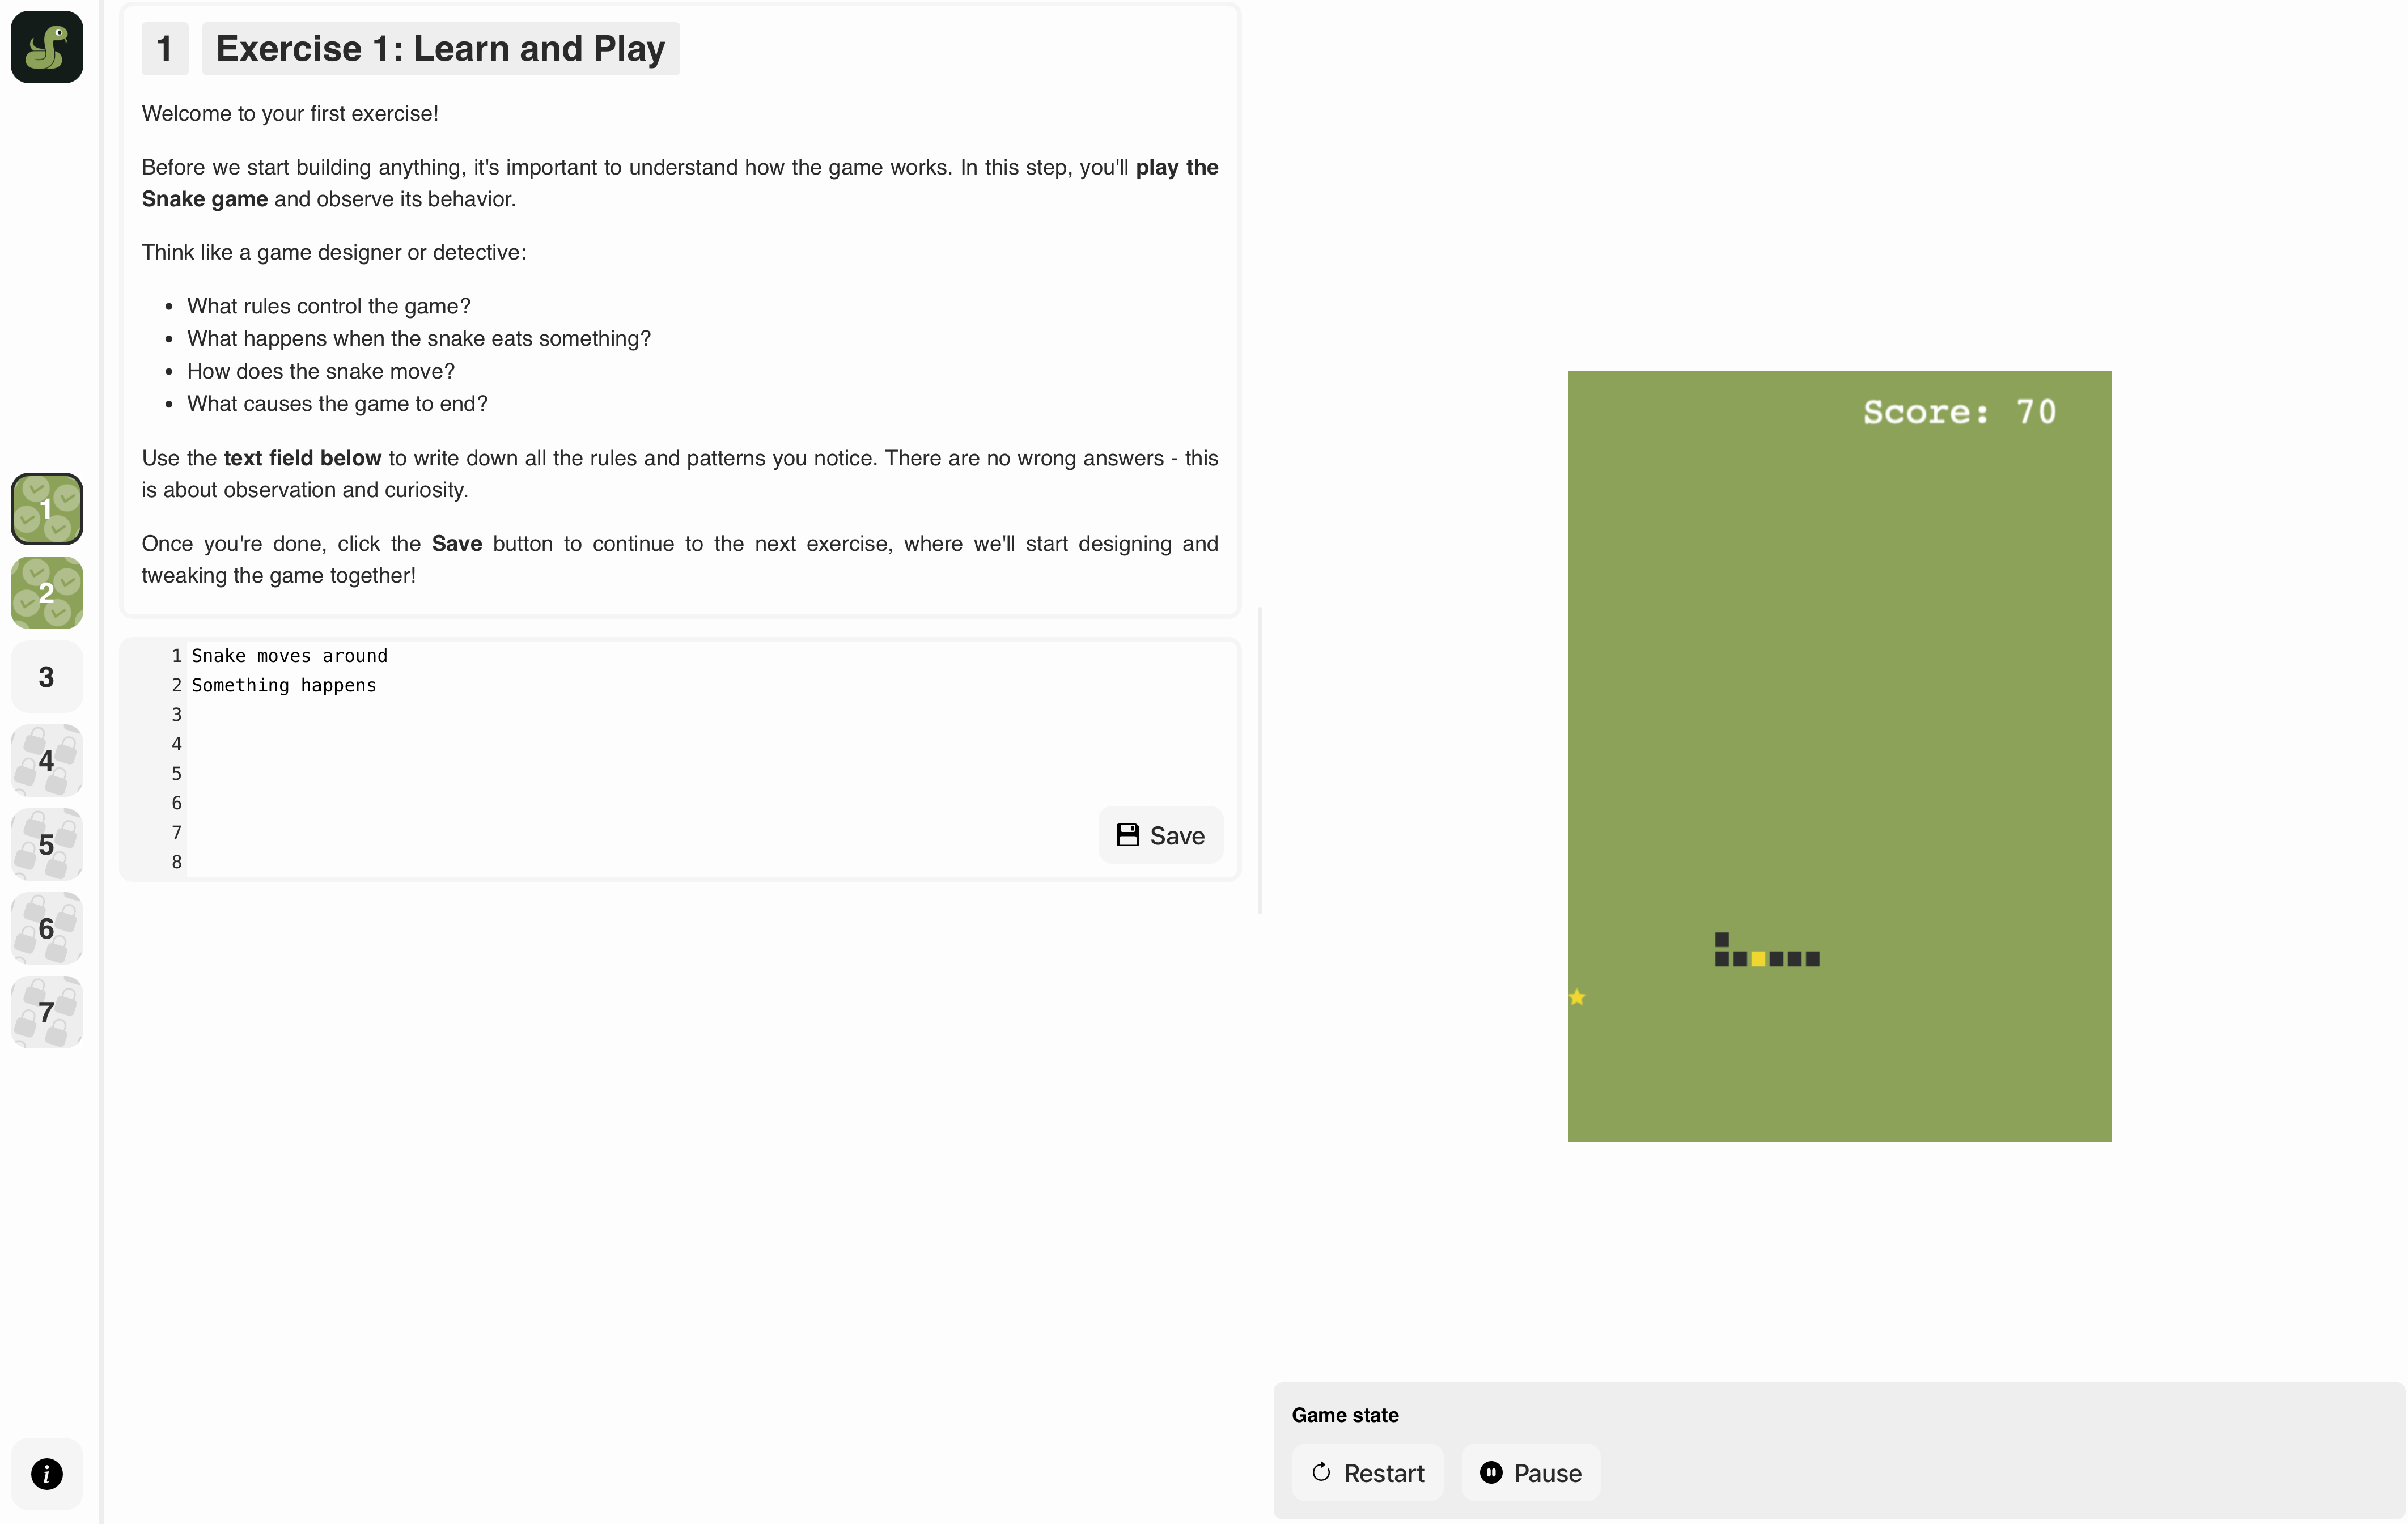 1 Exercise 1: Learn and Play
Welcome to your first exercise!
Before we start building anything, it's important to understand how the game works. In this step, you'll play the
Snake game and observe its behavior.
Think like a game designer or detective:
• What rules control the game?
• What happens when the snake eats something?
• How does the snake move?
• What causes the game to end?
Use the text field below to write down all the rules and patterns you notice. There are no wrong answers - this
is about observation and curiosity.
Once you're done, click the Save button to continue to the next exercise, where we'll start designing and
tweaking the game together!
1
2
3
4
5
6
7
i
1 Snake moves around
2 Something happens
3
4
5
6
7
8
Save
Score: 70
Game state
Restart
Pause